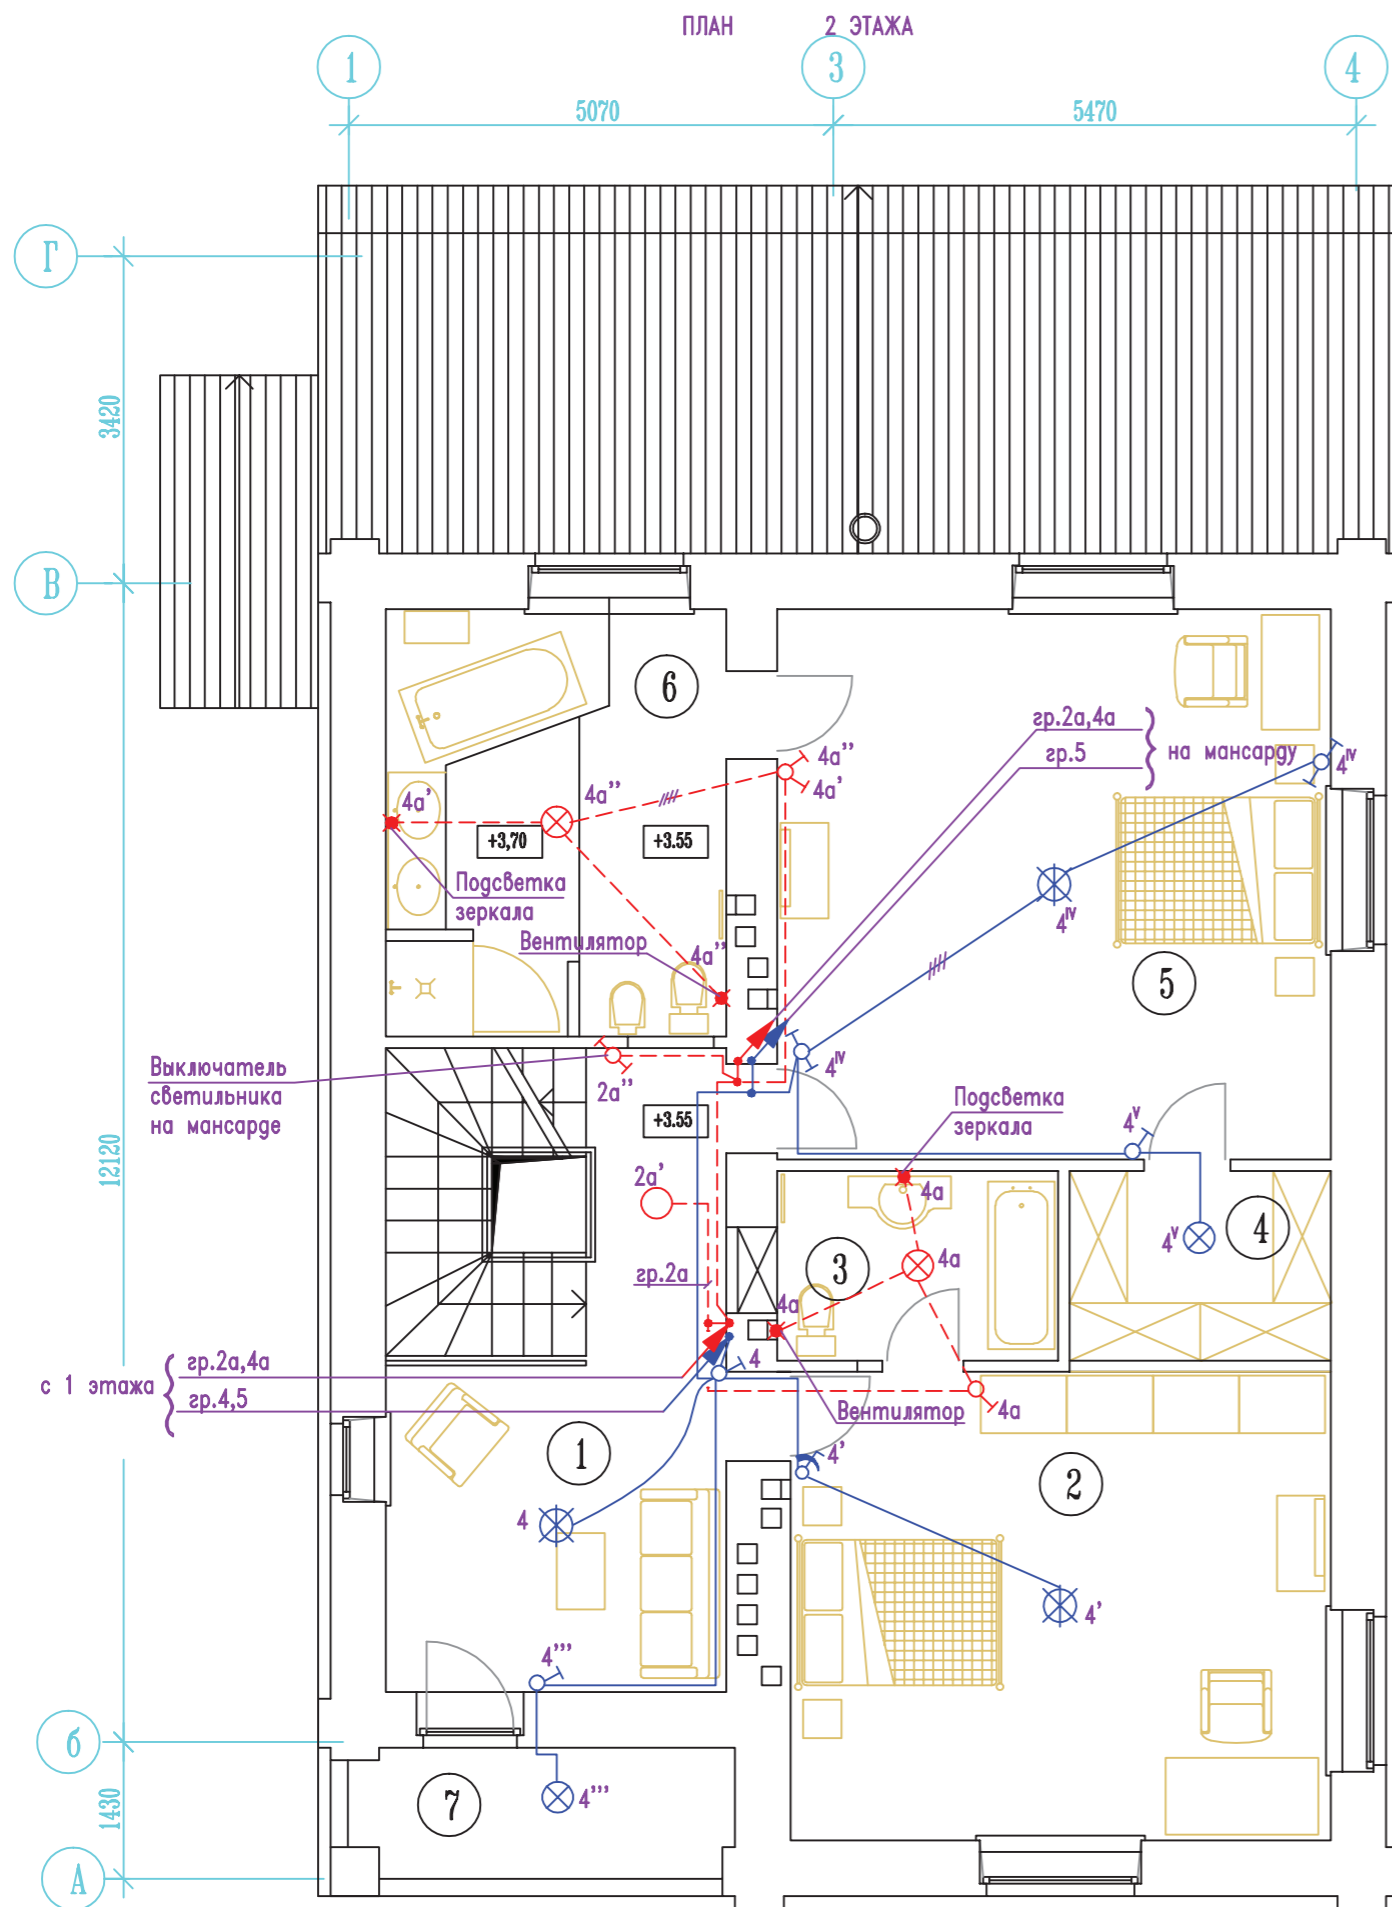 ПЛАН 2 ЭТАЖА
1 3 4
5070 5470
Г
3420
В
6
гр.2а,4а
гр.5
на мансарду
4а''
4а'
4IV
4а'
4а''
+3,70
+3.55
Подсветка
зеркала
4IV
Вентилятор
4а''
5
Выключатель
светильника
на мансарде
2а''
4IV
+3.55
Подсветка
зеркала
4V
12120
2а'
4а
4
4V
3
4а
гр.2а
4а
с 1 этажа
гр.2а,4а
гр.4,5
4
Вентилятор
4а
1
4'
2
4
4'
4'''
б
7
4'''
1430
А